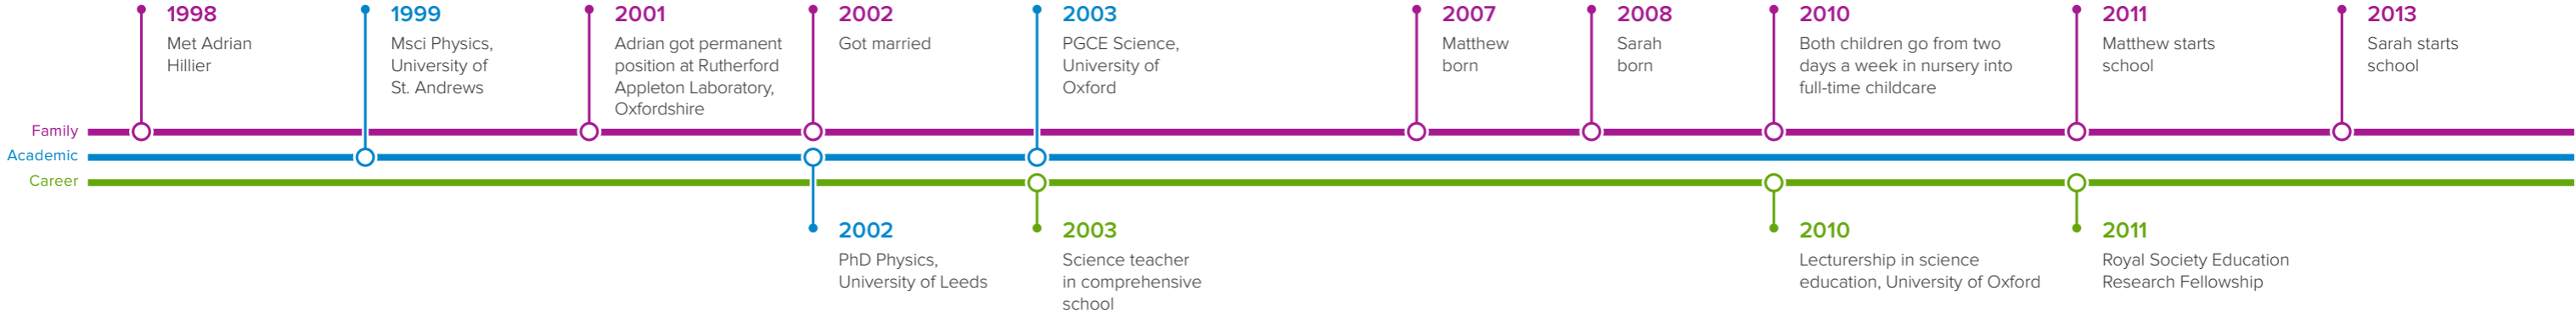 1998
Met Adrian
Hillier
1999
Msci Physics,
University of
St. Andrews
2001
Adrian got permanent
position at Rutherford
Appleton Laboratory,
Oxfordshire
2002
Got married
2003
PGCE Science,
University of
Oxford
2007
Matthew
born
2008
Sarah
born
2010
Both children go from two
days a week in nursery into
full-time childcare
2011
Matthew starts
school
2013
Sarah starts
school
Family
Academic
Career
2002
PhD Physics,
University of Leeds
2003
Science teacher
in comprehensive
school
2010
Lecturership in science
education, University of Oxford
2011
Royal Society Education
Research Fellowship